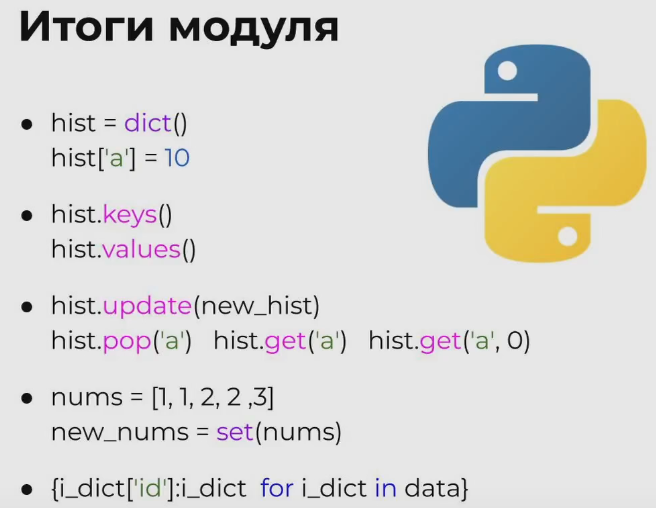 Итоги модуля
● hist = dict()
hist['a'] = 10
● hist.keys()
hist.values()
● hist.update(new_hist)
hist.pop('a') hist.get('a') hist.get('a', 0)
● nums = [1, 1, 2, 2 ,3]
new_nums = set(nums)
● {i_dict['id']:i_dict for i_dict in data}